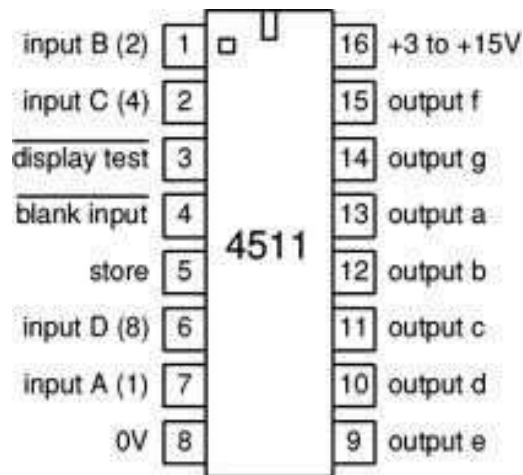 input B (2) 1 16 +3 to +15V
input C (4) 2 15 output f
display test 3 14 output g
blank input 4 13 output a
4511
store 5 12 output b
input D (8) 6 11 output c
input A (1) 7 10 output d
0V 8 9 output e